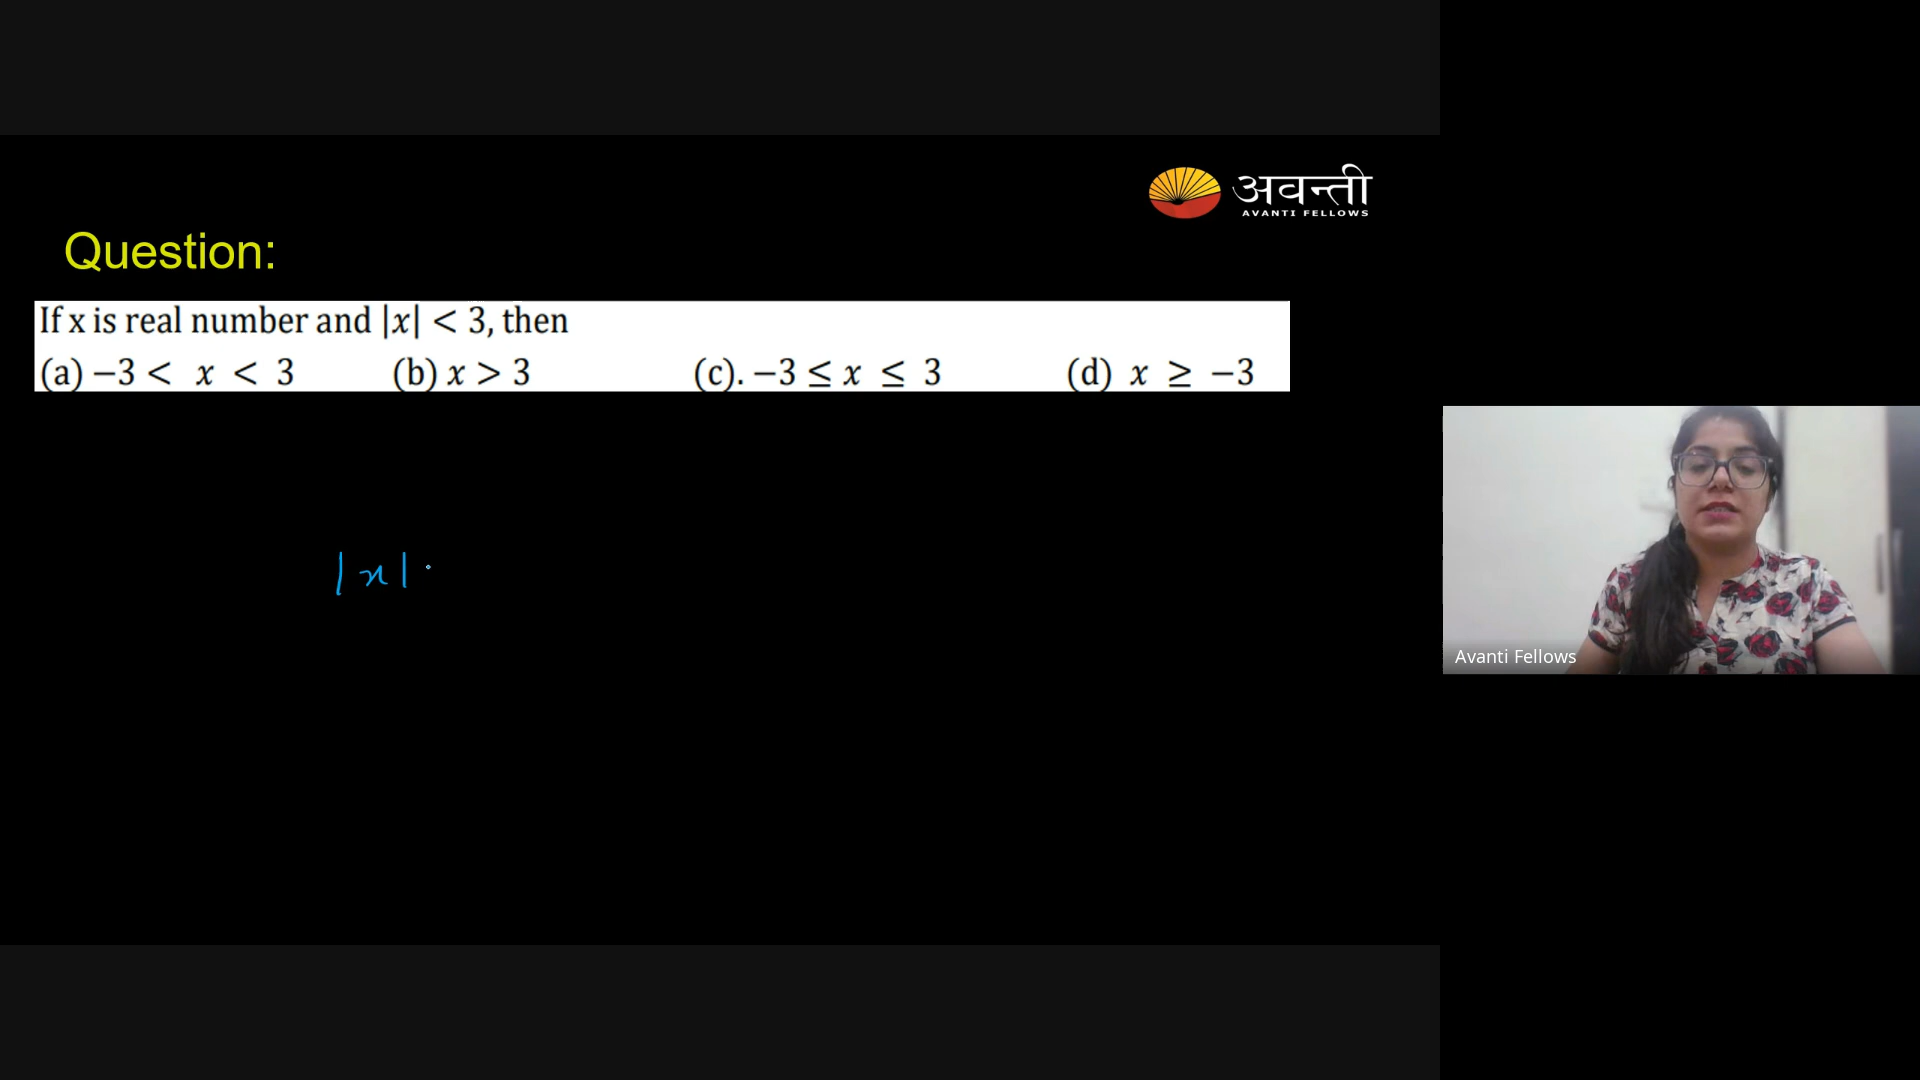 अवन्ती
AVANTI FELLOWS
Question:
If x is real number and |x| < 3, then
(a) −3 < x < 3 (b) x > 3 (c). −3 ≤ x ≤ 3 (d) x ≥ −3
|x|
Avanti Fellows